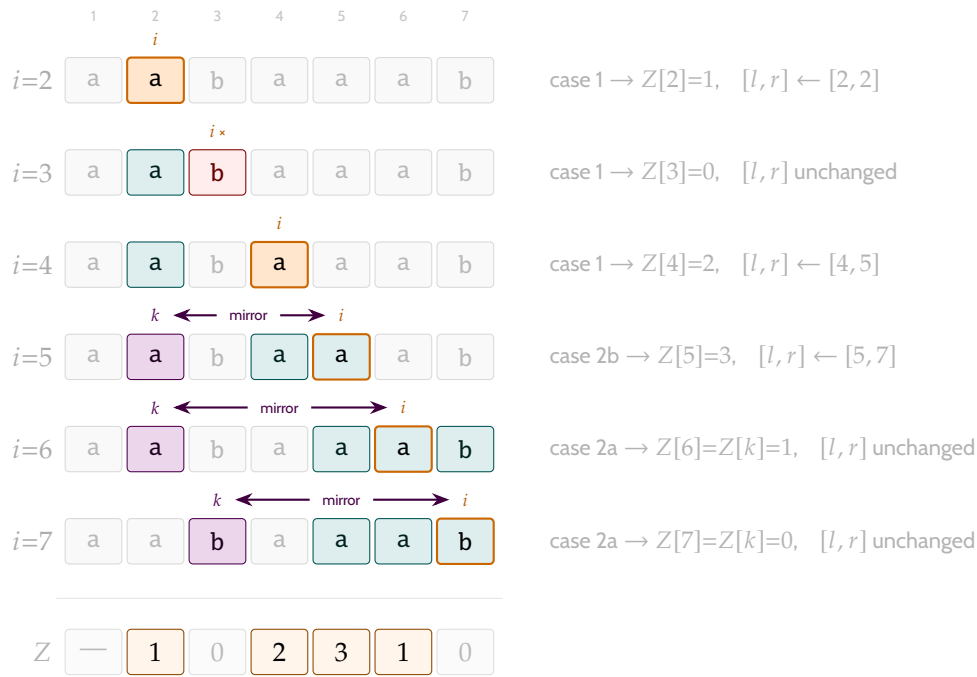 1 2 3 4 5 6 7
i
i=2 a a b a a a b case 1 → Z[2]=1, [l, r] ← [2, 2]
i ×
i=3 a a b a a a b case 1 → Z[3]=0, [l, r] unchanged
i
i=4 a a b a a a b case 1 → Z[4]=2, [l, r] ← [4, 5]
k mirror i
i=5 a a b a a a b case 2b → Z[5]=3, [l, r] ← [5, 7]
k mirror i
i=6 a a b a a a b case 2a → Z[6]=Z[k]=1, [l, r] unchanged
k mirror i
i=7 a a b a a a b case 2a → Z[7]=Z[k]=0, [l, r] unchanged
Z — 1 0 2 3 1 0